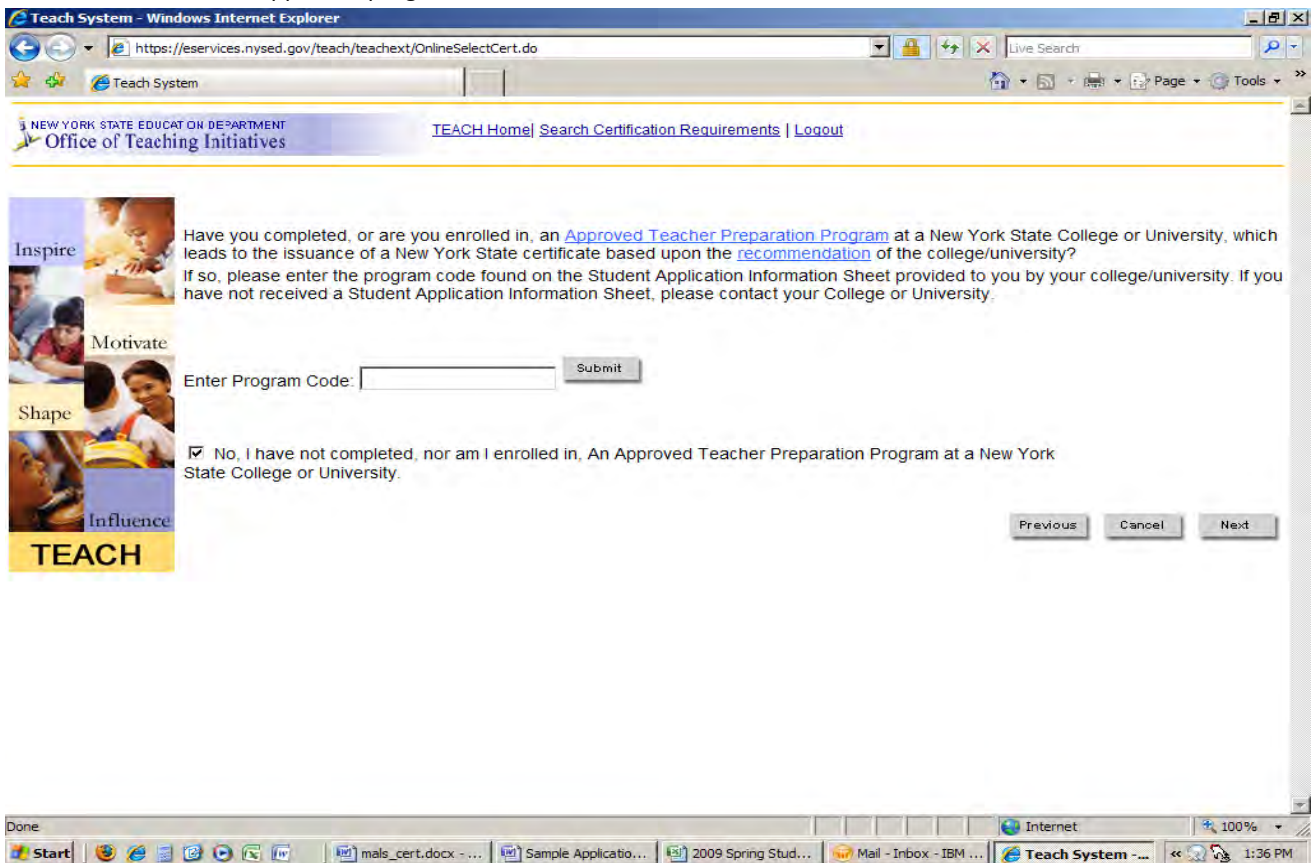 Teach System - Windows Internet Explorer
https://eservices.nysed.gov/teach/teachext/OnlineSelectCert.do
Live Search
Teach System
Page
Tools
NEW YORK STATE EDUCATION DEPARTMENT
Office of Teaching Initiatives
TEACH Home| Search Certification Requirements | Logout
Inspire
Motivate
Shape
Influence
TEACH
Have you completed, or are you enrolled in, an Approved Teacher Preparation Program at a New York State College or University, which
leads to the issuance of a New York State certificate based upon the recommendation of the college/university?
If so, please enter the program code found on the Student Application Information Sheet provided to you by your college/university. If you
have not received a Student Application Information Sheet, please contact your College or University.
Enter Program Code:
Submit
No, I have not completed, nor am I enrolled in, An Approved Teacher Preparation Program at a New York
State College or University.
Previous Cancel Next
Done
Internet
100%
Start
mals_cert.docx - ...
Sample Applicatio...
2009 Spring Stud...
Mail - Inbox - IBM ...
Teach System -...
1:36 PM